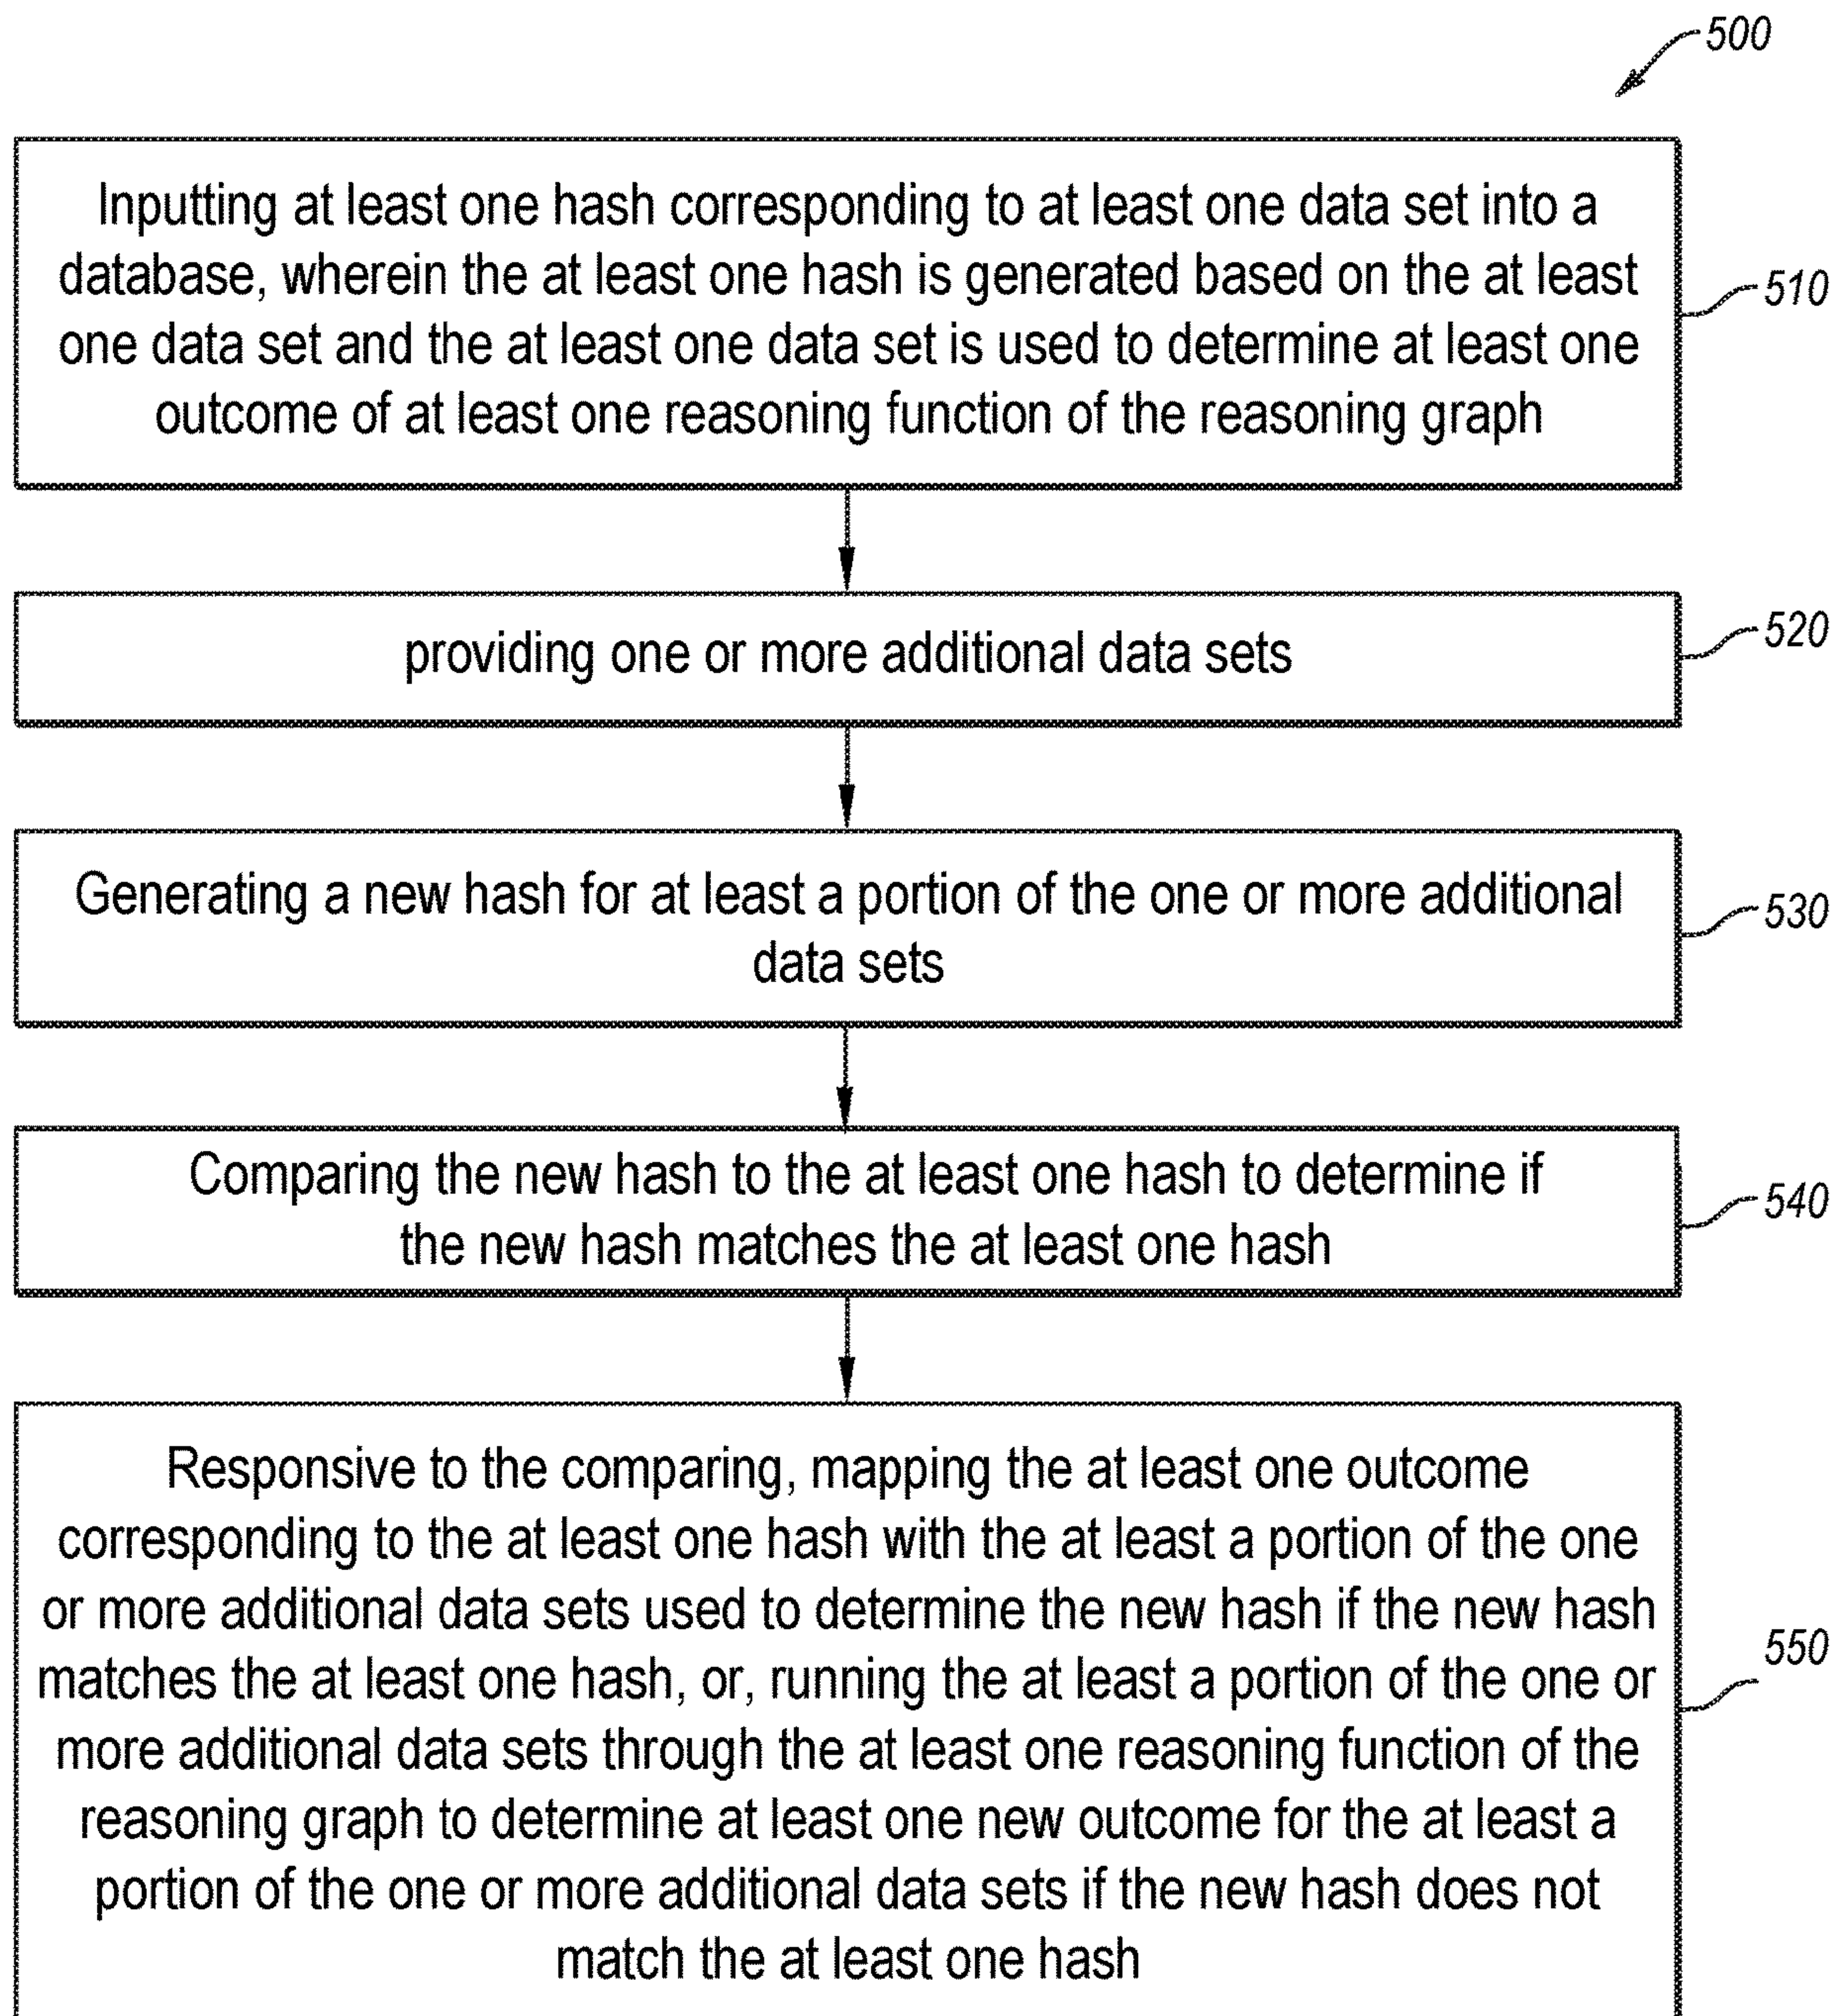 500
Inputting at least one hash corresponding to at least one data set into a
database, wherein the at least one hash is generated based on the at least
one data set and the at least one data set is used to determine at least one
outcome of at least one reasoning function of the reasoning graph
510
providing one or more additional data sets
520
Generating a new hash for at least a portion of the one or more additional
data sets
530
Comparing the new hash to the at least one hash to determine if
the new hash matches the at least one hash
540
Responsive to the comparing, mapping the at least one outcome
corresponding to the at least one hash with the at least a portion of the one
or more additional data sets used to determine the new hash if the new hash
matches the at least one hash, or, running the at least a portion of the one or
more additional data sets through the at least one reasoning function of the
reasoning graph to determine at least one new outcome for the at least a
portion of the one or more additional data sets if the new hash does not
match the at least one hash
550